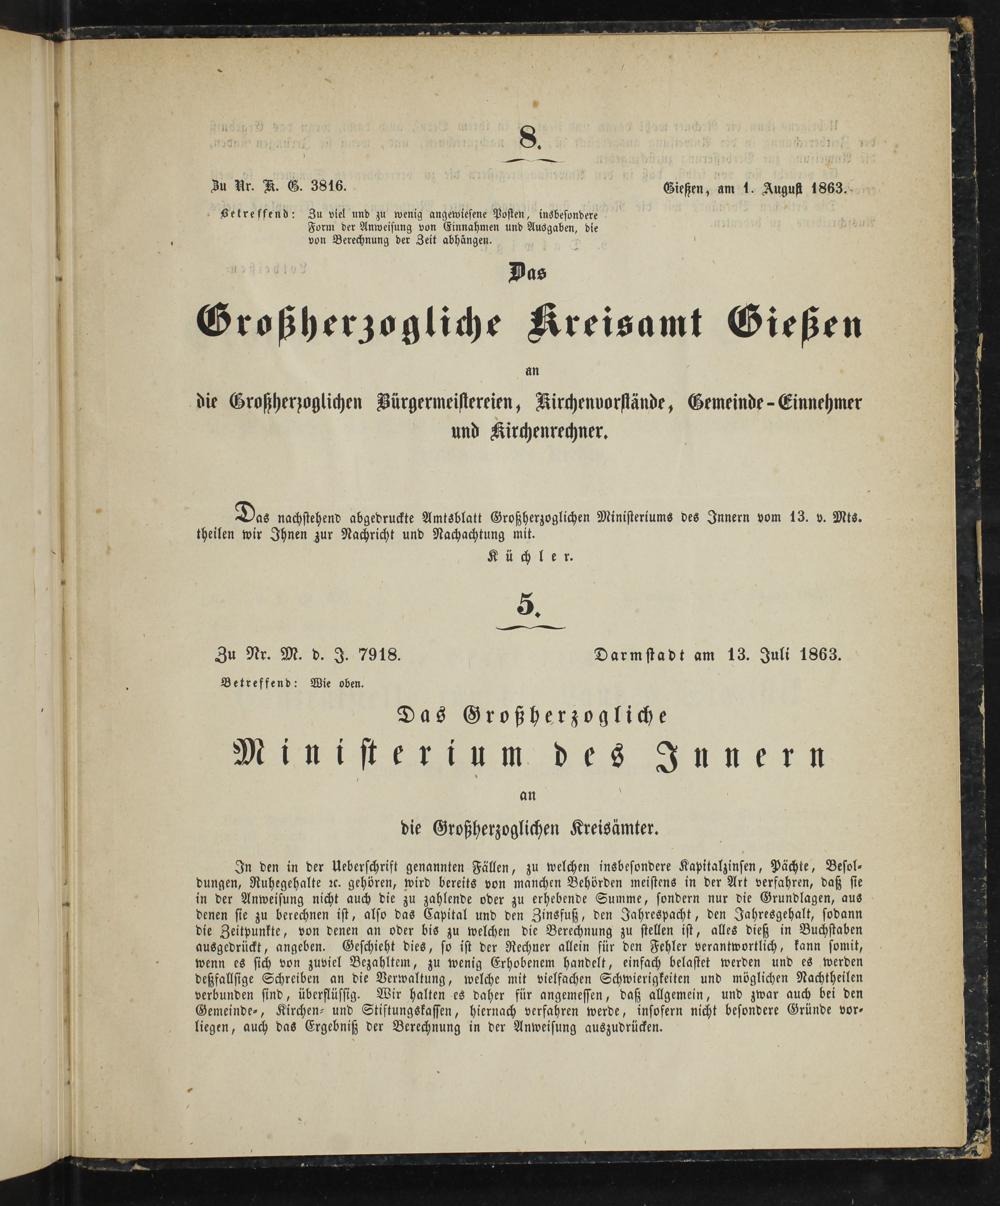 8.
Zu Nr. K. G. 3816.
Gießen, am 1. August 1863.
Betreffend: Zu viel und zu wenig angewiesene Posten, insbesondere
Form der Anweisung von Einnahmen und Ausgaben, die
von Berechnung der Zeit abhängen.
Das
Großherzogliche Kreisamt Gießen
an
die Großherzoglichen Bürgermeistereien, Kirchenvorstände, Gemeinde-Einnehmer
und Kirchenrechner.
Das nachstehend abgedruckte Amtsblatt Großherzoglichen Ministeriums des Innern vom 13. v. Mts.
theilen wir Ihnen zur Nachricht und Nachachtung mit.
Küchler.
5.
Zu Nr. M. d. J. 7918.
Darmstadt am 13. Juli 1863.
Betreffend: Wie oben.
Das Großherzogliche
Ministerium des Innern
an
die Großherzoglichen Kreisämter.
In den in der Ueberschrift genannten Fällen, zu welchen insbesondere Kapitalzinsen, Pächte, Besol-
dungen, Ruhegehalte ꝛc. gehören, wird bereits von manchen Behörden meistens in der Art verfahren, daß sie
in der Anweisung nicht auch die zu zahlende oder zu erhebende Summe, sondern nur die Grundlagen, aus
denen sie zu berechnen ist, also das Capital und den Zinsfuß, den Jahrespacht, den Jahresgehalt, sodann
die Zeitpunkte, von denen an oder bis zu welchen die Berechnung zu stellen ist, alles dieß in Buchstaben
ausgedrückt, angeben. Geschieht dies, so ist der Rechner allein für den Fehler verantwortlich, kann somit,
wenn es sich von zuviel Bezahltem, zu wenig Erhobenem handelt, einfach belastet werden und es werden
deßfallsige Schreiben an die Verwaltung, welche mit vielfachen Schwierigkeiten und möglichen Nachtheilen
verbunden sind, überflüssig. Wir halten es daher für angemessen, daß allgemein, und zwar auch bei den
Gemeinde-, Kirchen- und Stiftungskassen, hiernach verfahren werde, insofern nicht besondere Gründe vor-
liegen, auch das Ergebniß der Berechnung in der Anweisung auszudrücken.